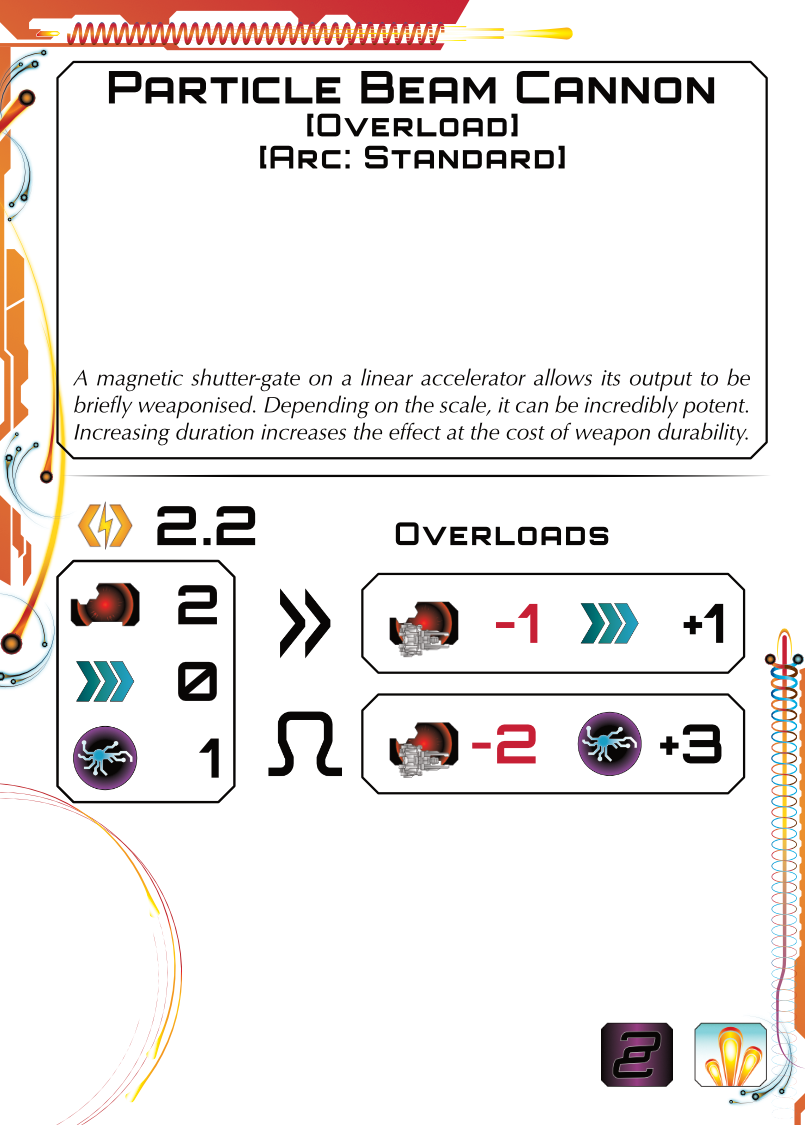 Particle Beam Cannon
[Overload]
[Arc: Standard]
A magnetic shutter-gate on a linear accelerator allows its output to be
briefly weaponised. Depending on the scale, it can be incredibly potent.
Increasing duration increases the effect at the cost of weapon durability.
2.2
Overloads
2
0
1
-1 +1
Ω -2 +3
2